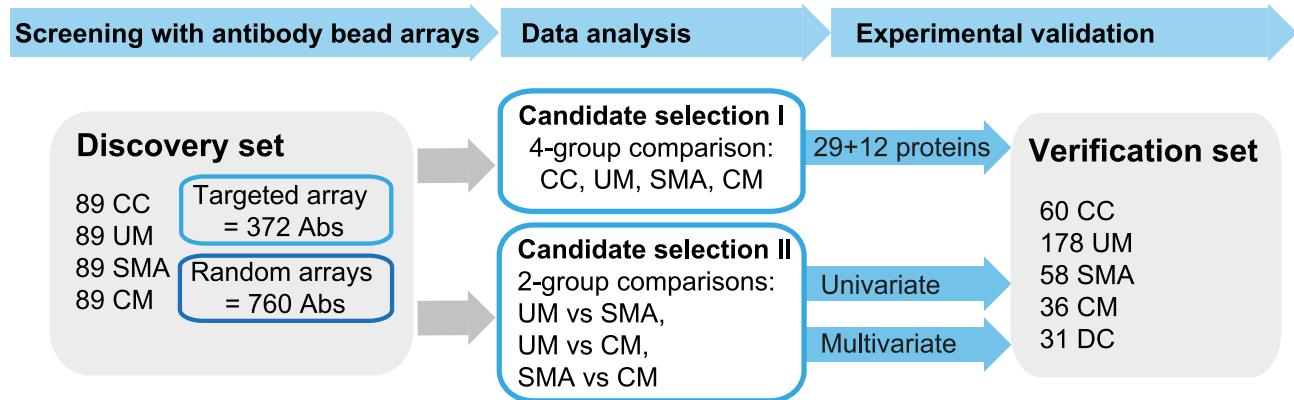 Screening with antibody bead arrays
Data analysis
Experimental validation
Discovery set
89 CC
89 UM
89 SMA
89 CM
Targeted array
= 372 Abs
Random arrays
= 760 Abs
Candidate selection I
4-group comparison:
CC, UM, SMA, CM
Candidate selection II
2-group comparisons:
UM vs SMA,
UM vs CM,
SMA vs CM
29+12 proteins
Univariate
Multivariate
Verification set
60 CC
178 UM
58 SMA
36 CM
31 DC